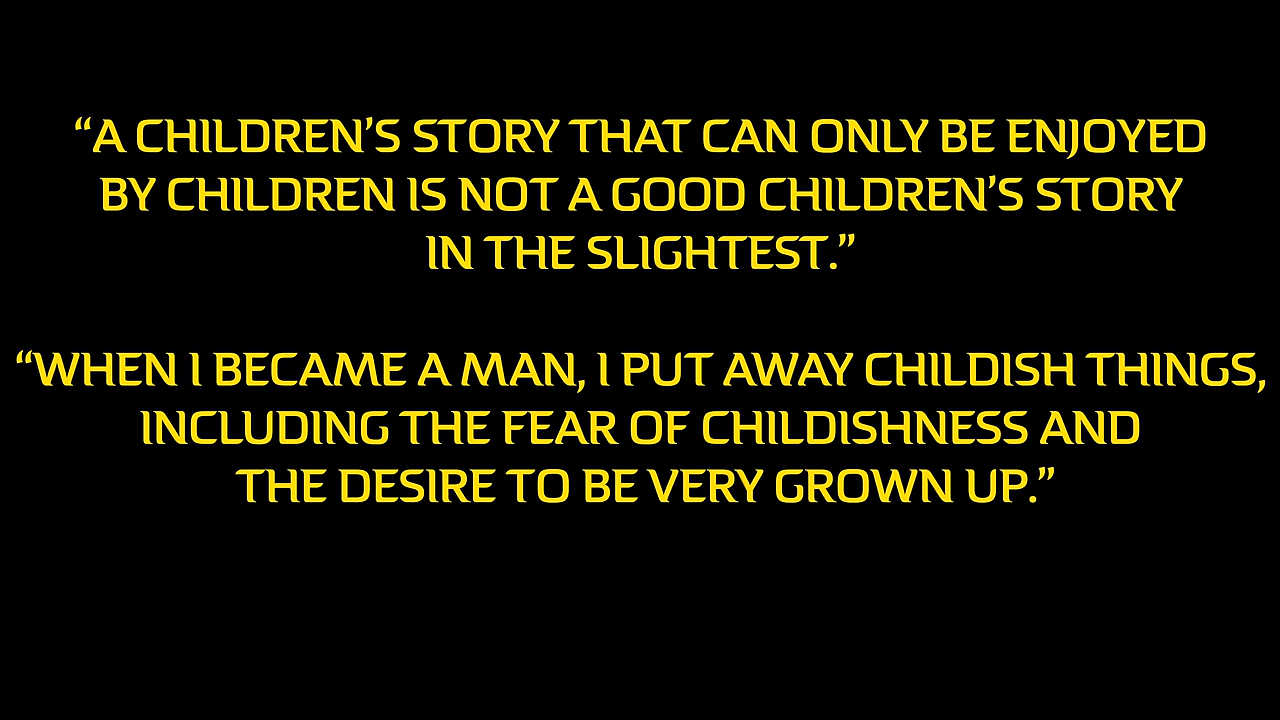 “A CHILDREN’S STORY THAT CAN ONLY BE ENJOYED
BY CHILDREN IS NOT A GOOD CHILDREN’S STORY
IN THE SLIGHTEST.”
“WHEN I BECAME A MAN, I PUT AWAY CHILDISH THINGS,
INCLUDING THE FEAR OF CHILDISHNESS AND
THE DESIRE TO BE VERY GROWN UP.”